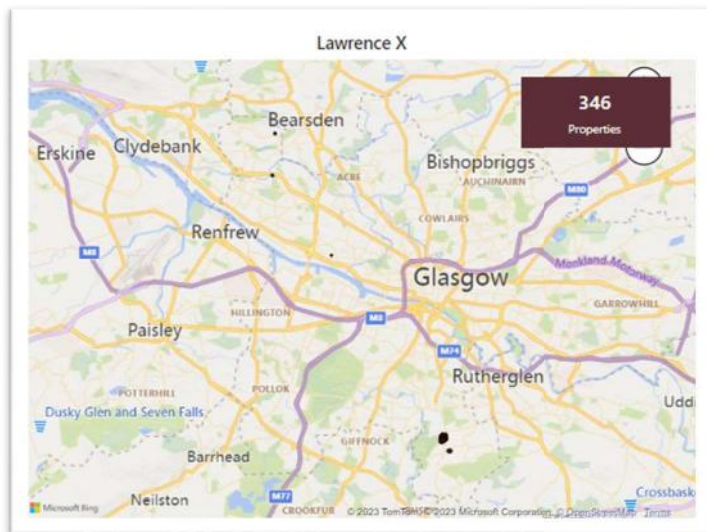 Lawrence X
346
Properties
Bearsden
Erskine
Clydebank
Bishopbriggs
ACRE
AUCHINAIRN
M80
COWLAIRS
Renfrew
M8
Glasgow
Monkland Motorway
HILLINGTON
GARROWHILL
Paisley
M8
M74
Rutherglen
POTTERHILL
POLLOK
Dusky Glen and Seven Falls
Uddi
GIFFNOCK
Barrhead
Neilston
M77
Crossbaske
CROOKFUR
Microsoft Bing
© 2023 TomTom, © 2023 Microsoft Corporation, © OpenStreetMap Terms